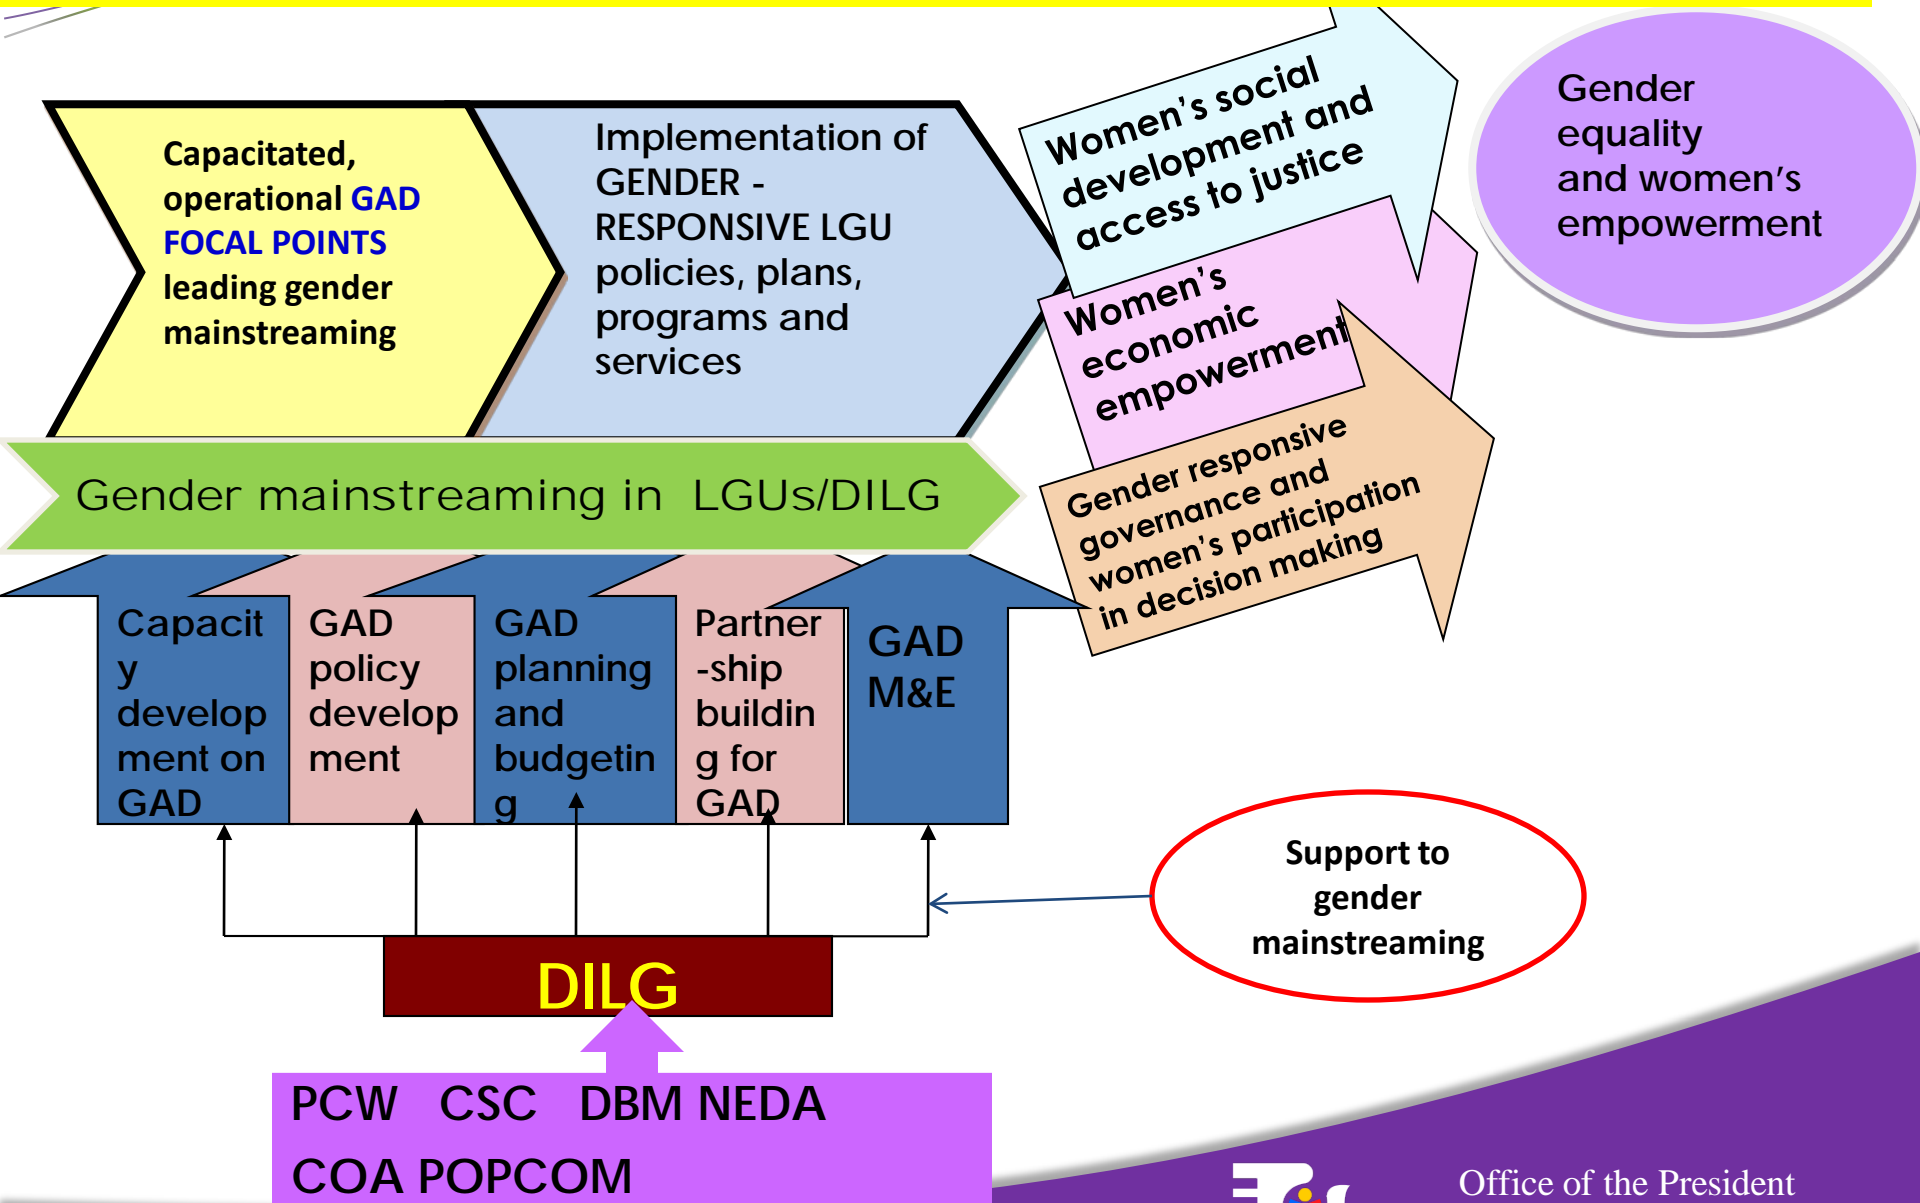 Capacitated,
operational GAD
FOCAL POINTS
leading gender
mainstreaming
Implementation of
GENDER -
RESPONSIVE LGU
policies, plans,
programs and
services
Women's social
development and
access to justice
Women's
economic
empowerment
Gender responsive
governance and
women's participation
in decision making
Gender
equality
and women's
empowerment
Gender mainstreaming in LGUs/DILG
Capacit
y
develop
ment on
GAD
GAD
policy
develop
ment
GAD
planning
and
budgetin
g
Partner
-ship
buildin
g for
GAD
GAD
M&E
Support to
gender
mainstreaming
DILG
PCW CSC DBM NEDA
COA POPCOM
Office of the President